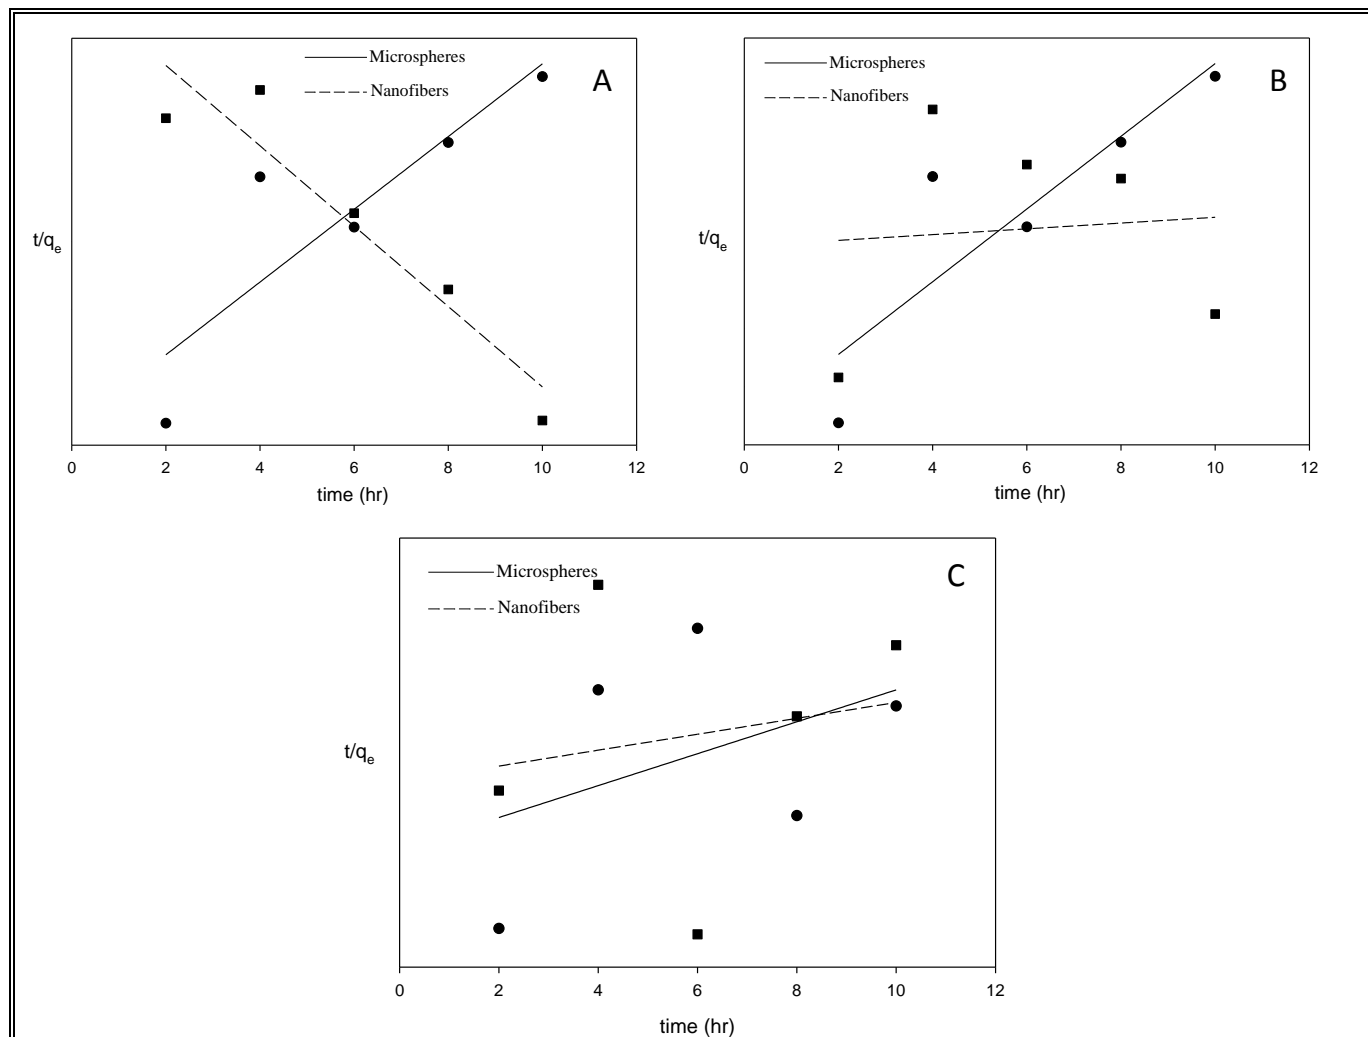 Microspheres
Nanofibers
A
t/qe
0 2 4 6 8 10 12
time (hr)
Microspheres
Nanofibers
B
t/qe
0 2 4 6 8 10 12
time (hr)
Microspheres
Nanofibers
C
t/qe
0 2 4 6 8 10 12
time (hr)